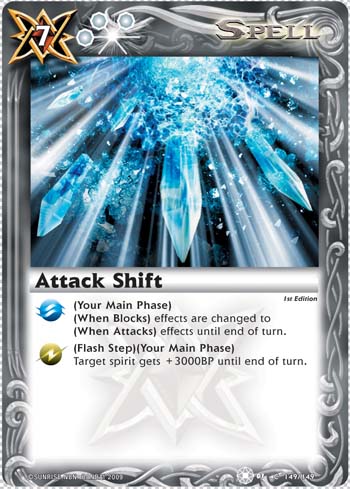 7
SPELL
Attack Shift
1st Edition
(Your Main Phase)
(When Blocks) effects are changed to
(When Attacks) effects until end of turn.
(Flash Step)(Your Main Phase)
Target spirit gets +3000BP until end of turn.
©SUNRISE 2009
C 149/149